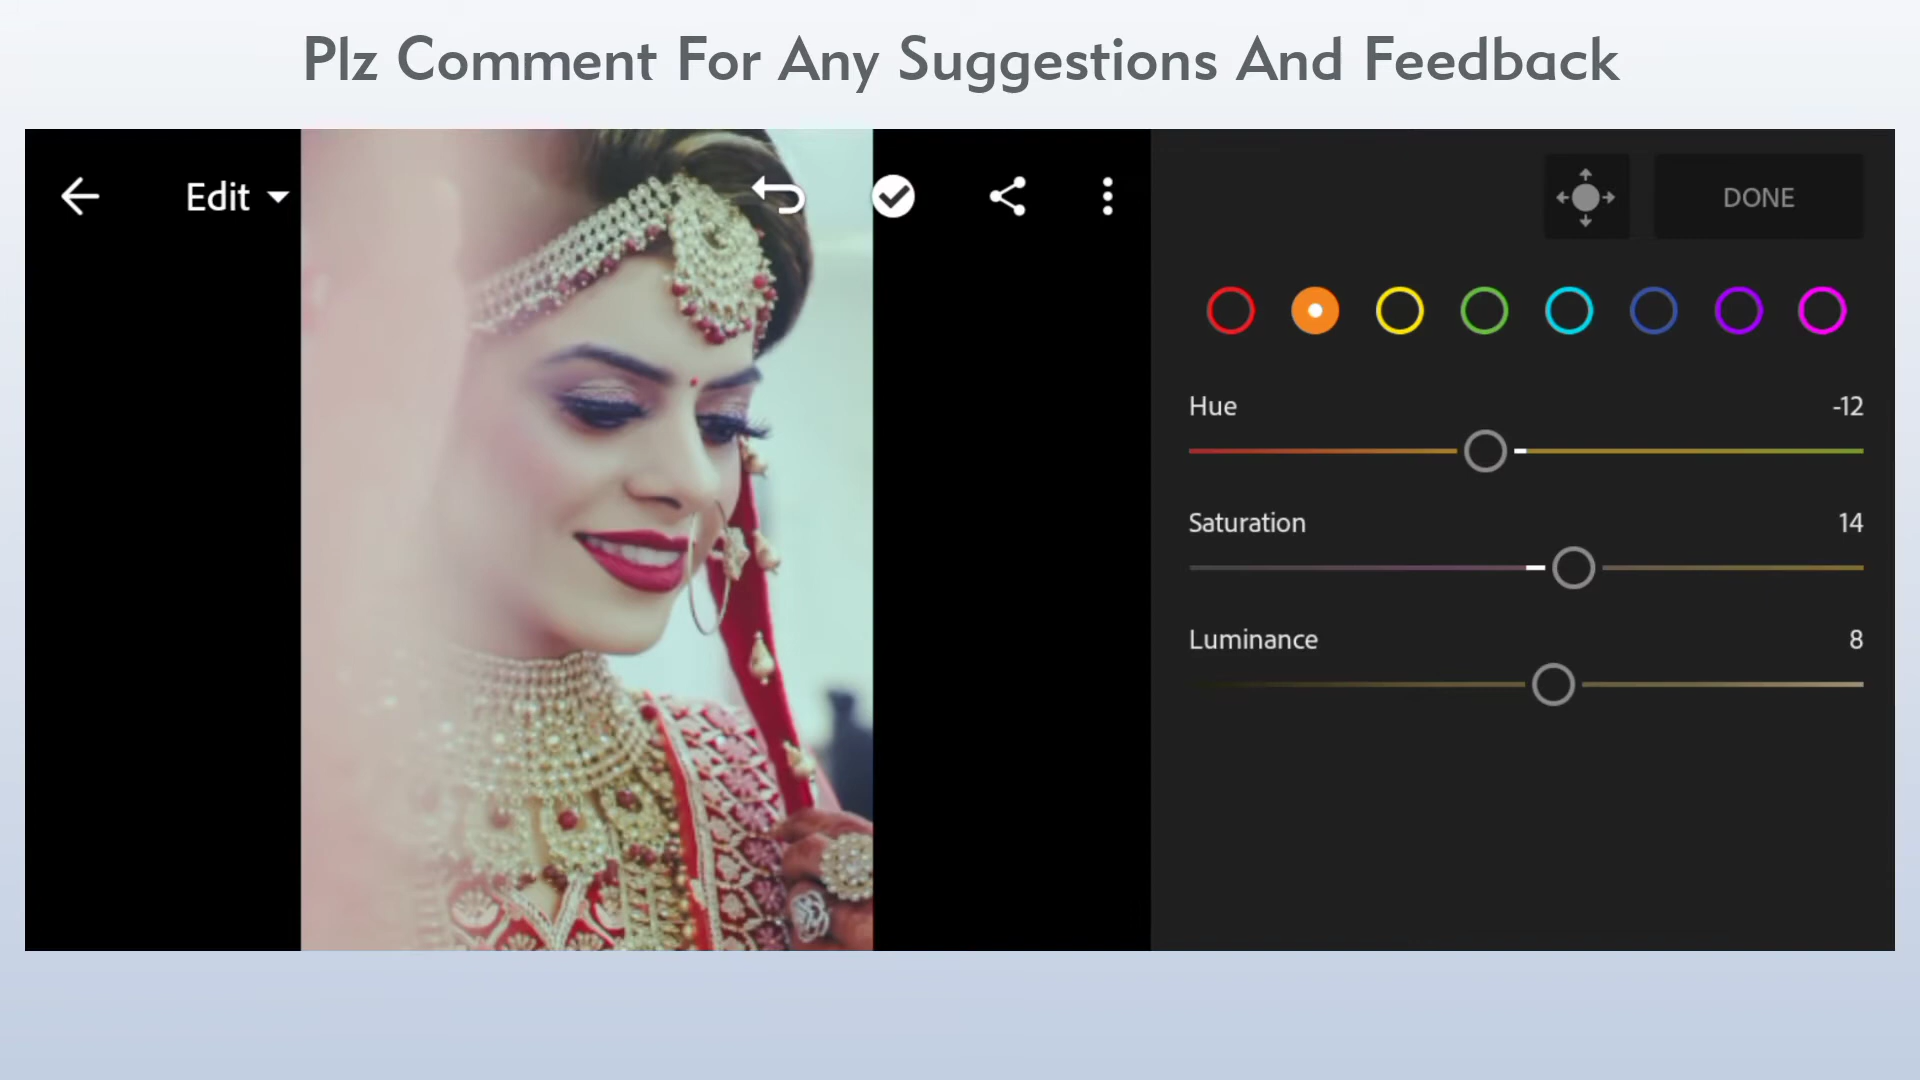 Plz Comment For Any Suggestions And Feedback
Edit
DONE
Hue -12
Saturation 14
Luminance 8